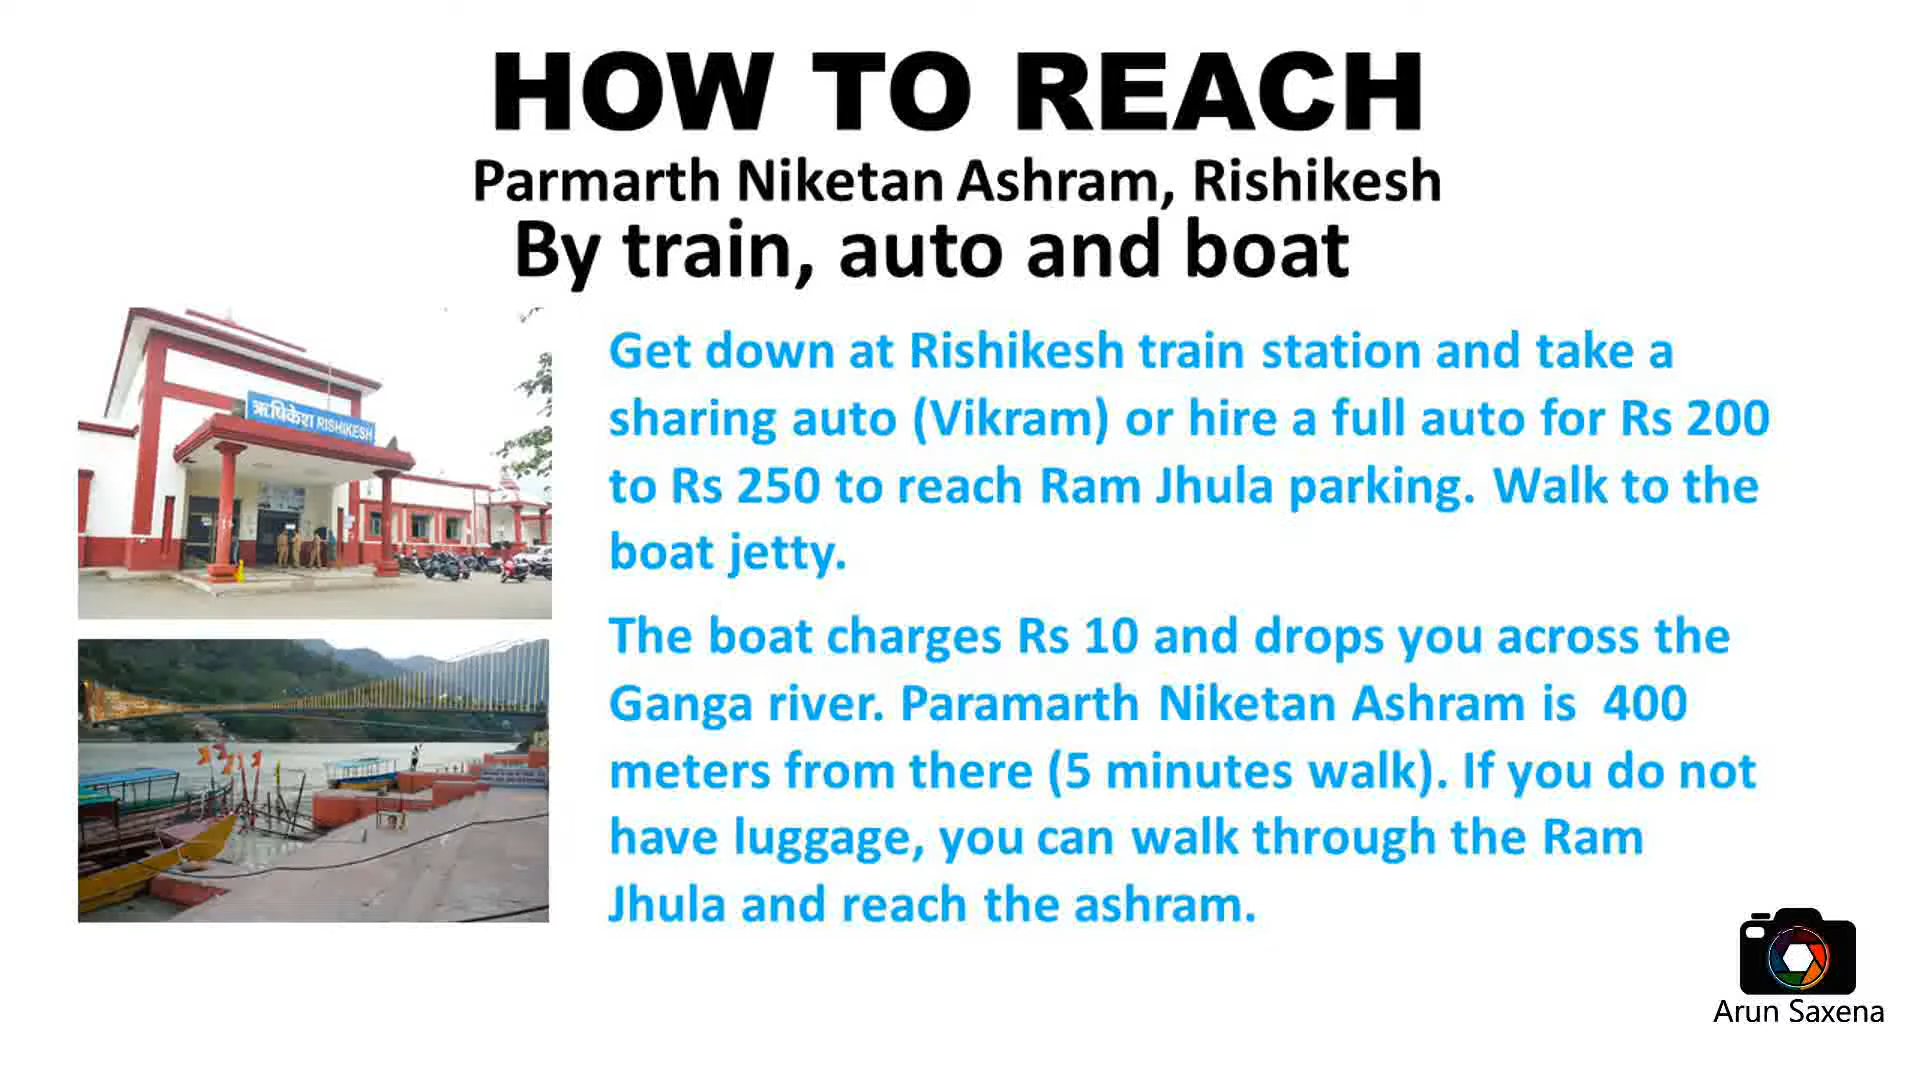 HOW TO REACH
Parmarth Niketan Ashram, Rishikesh
By train, auto and boat
ऋषिकेश RISHIKESH
Get down at Rishikesh train station and take a
sharing auto (Vikram) or hire a full auto for Rs 200
to Rs 250 to reach Ram Jhula parking. Walk to the
boat jetty.
The boat charges Rs 10 and drops you across the
Ganga river. Paramarth Niketan Ashram is 400
meters from there (5 minutes walk). If you do not
have luggage, you can walk through the Ram
Jhula and reach the ashram.
Arun Saxena